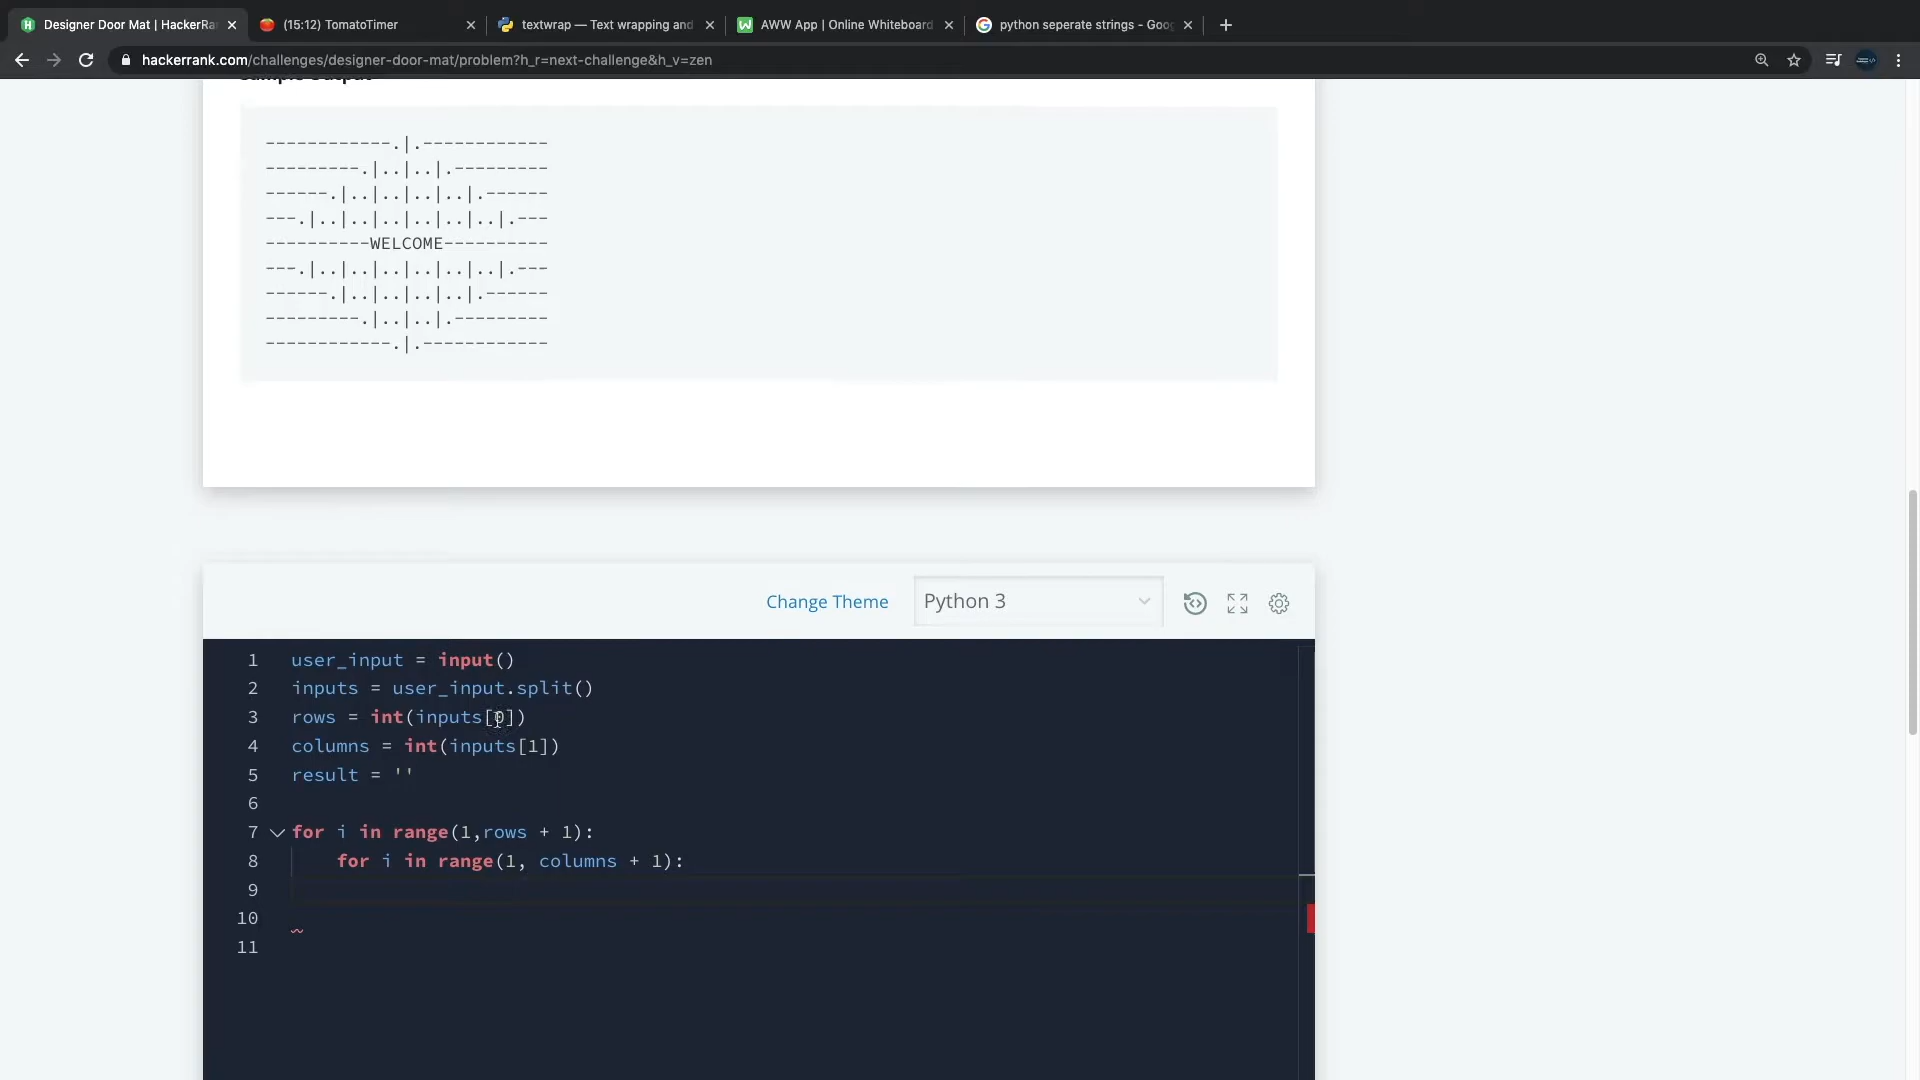 Designer Door Mat | HackerRa
(15:12) TomatoTimer
textwrap — Text wrapping and
AWW App | Online Whiteboard
python seperate strings - Goog
hackerrank.com/challenges/designer-door-mat/problem?h_r=next-challenge&h_v=zen
Sample Output
------------.|.------------
---------.|..|..|.---------
------.|..|..|..|..|.------
---.|..|..|..|..|..|..|.---
----------WELCOME----------
---.|..|..|..|..|..|..|.---
------.|..|..|..|..|.------
---------.|..|..|.---------
------------.|.------------
Change Theme
Python 3
1 user_input = input()
2 inputs = user_input.split()
3 rows = int(inputs[0])
4 columns = int(inputs[1])
5 result = ''
6
7 for i in range(1,rows + 1):
8 for i in range(1, columns + 1):
9
10
11